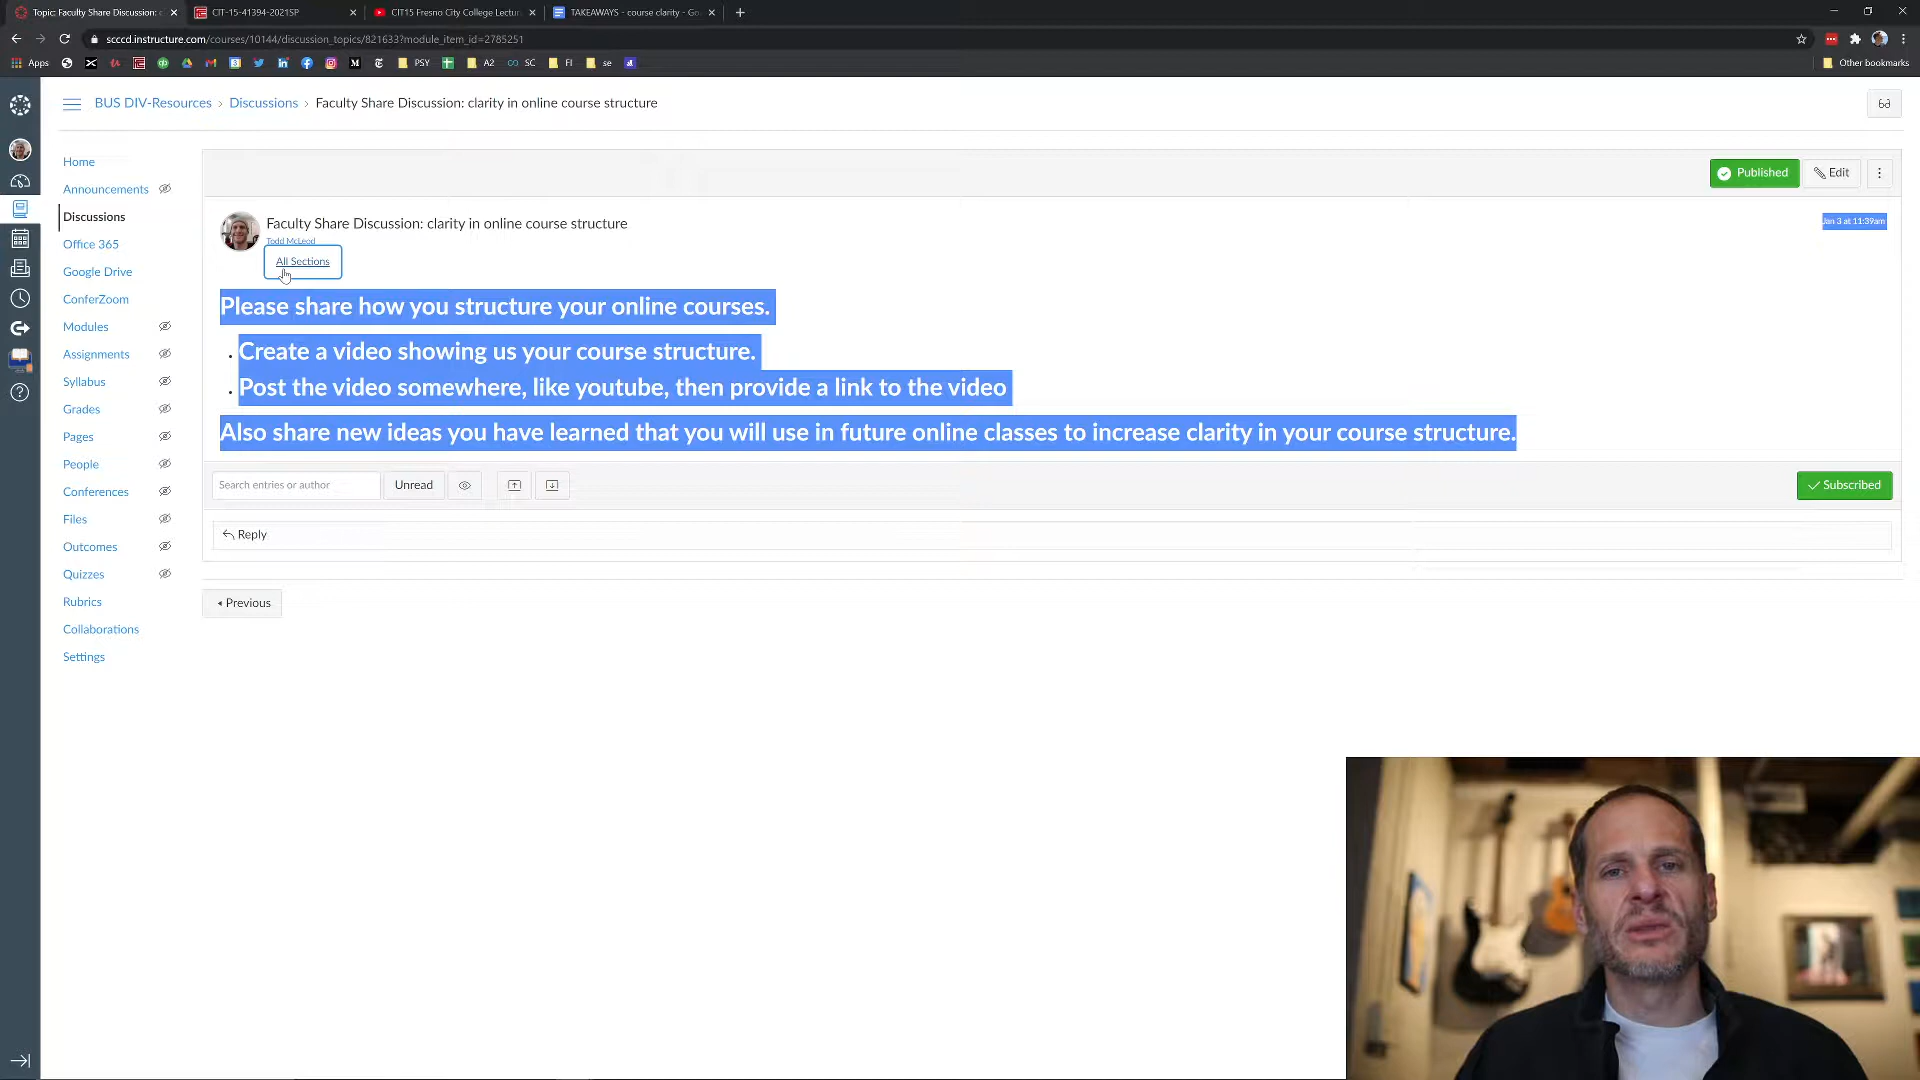 Topic: Faculty Share Discussion: c
CIT-15-41394-2021SP
CIT15 Fresno City College Lectur
TAKEAWAYS - course clarity - Go
scccd.instructure.com/courses/10144/discussion_topics/821633?module_item_id=2785251
Apps
PSY
A2
SC
FI
se
Other bookmarks
BUS DIV-Resources › Discussions › Faculty Share Discussion: clarity in online course structure
Home
Announcements
Discussions
Office 365
Google Drive
ConferZoom
Modules
Assignments
Syllabus
Grades
Pages
People
Conferences
Files
Outcomes
Quizzes
Rubrics
Collaborations
Settings
Published
Edit
Faculty Share Discussion: clarity in online course structure
Todd McLeod
Jan 3 at 11:39am
All Sections
Please share how you structure your online courses.
Create a video showing us your course structure.
Post the video somewhere, like youtube, then provide a link to the video
Also share new ideas you have learned that you will use in future online classes to increase clarity in your course structure.
Search entries or author
Unread
Subscribed
Reply
Previous